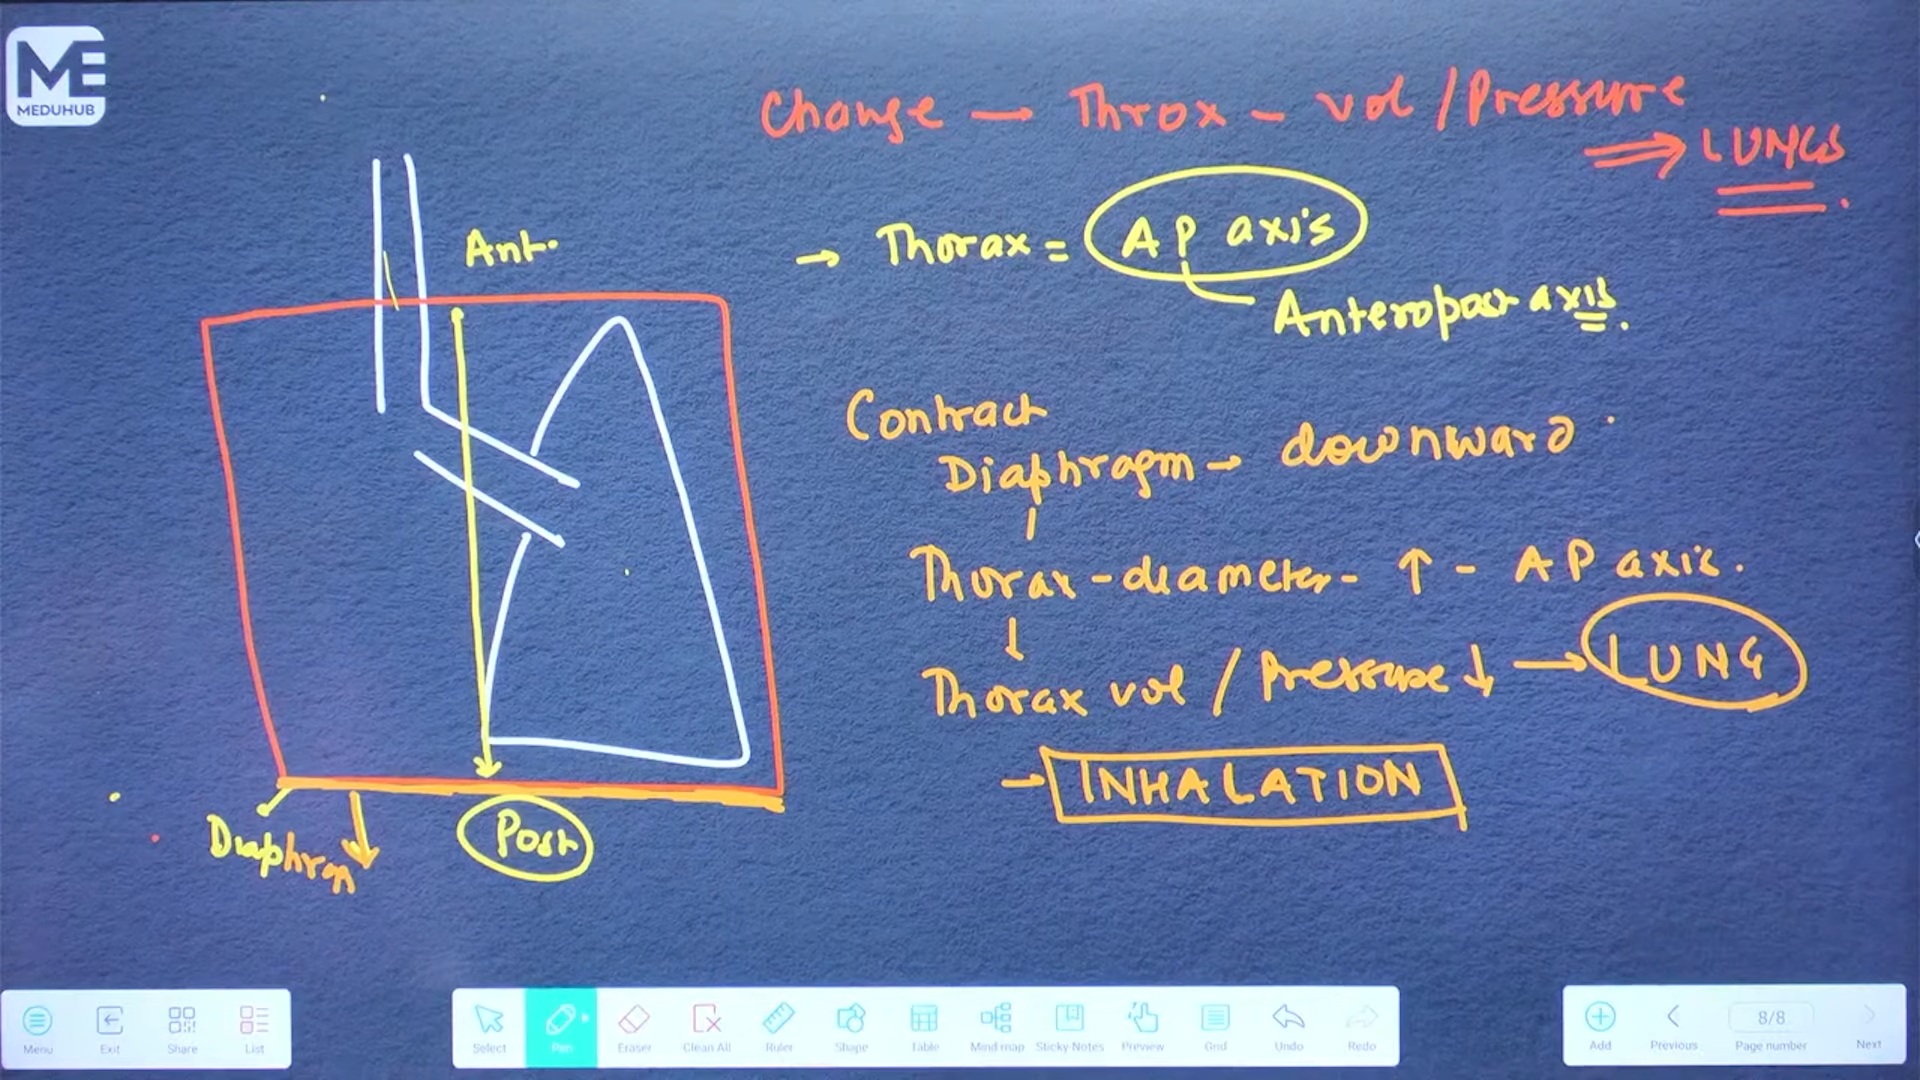 ME
MEDUHUB
Change → Throx - vol / Pressure
⇒ LUNGS
Ant.
→ Thorax = AP axis
Anteropost axis.
Contract
Diaphragm → downward
Thorax - diameter - ↑ - AP axis.
↓
Thorax vol / Pressure ↓ → LUNG
→ INHALATION
Diaphrag
Post
Menu
Exit
Share
List
Select
Pen
Eraser
Clean All
Ruler
Shape
Table
Mind map
Sticky Notes
Preview
Grid
Undo
Redo
Add
Previous
8/8
Page number
Next